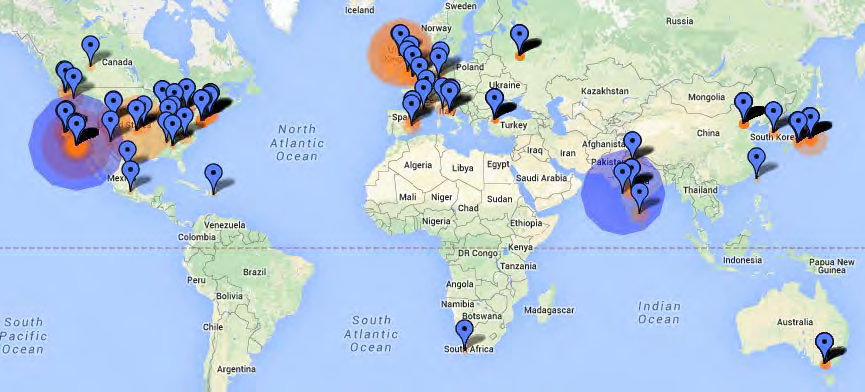 Iceland
Sweden
Norway
Russia
Canada
Poland
Ukraine
Kazakhstan
Mongolia
North
Atlantic
Ocean
Spa
Turkey
China
South Kore
Afghanista
Iraq
Iran
Pakista
Algeria
Libya
Egypt
Saudi Arabia
Mex
Mali
Niger
Chad
Sudan
Thailand
Nigeria
Ethiopia
Venezuela
Colombia
DR Congo
Kenya
Tanzania
Indonesia
Papua New
Guinea
Peru
Brazil
Bolivia
Angola
Namibia
Botswana
Madagascar
Chile
South
Pacific
Ocean
South
Atlantic
Ocean
Indian
Ocean
Australia
South Africa
Argentina